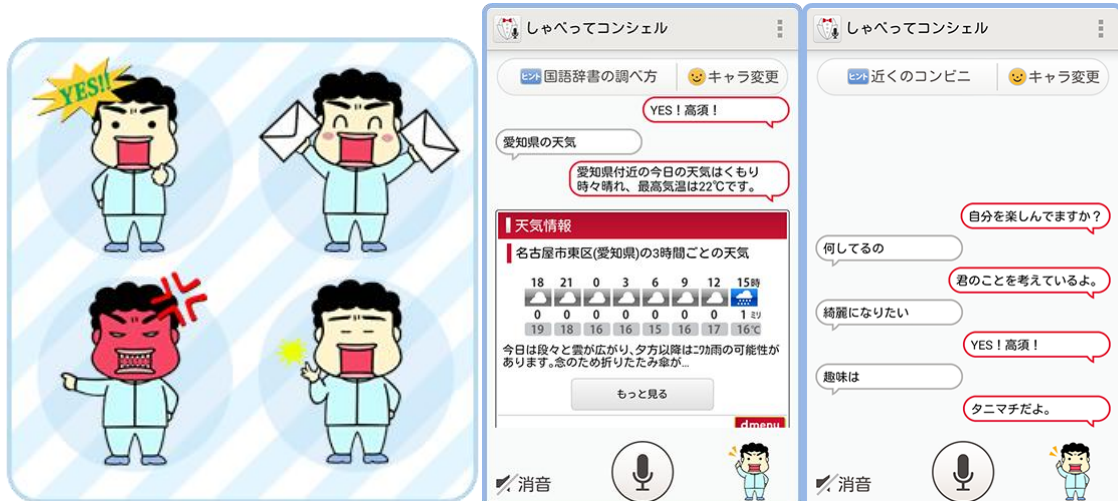 YES!!
しゃべってコンシェル
ヒント 国語辞書の調べ方
キャラ変更
YES！高須！
愛知県の天気
愛知県付近の今日の天気はくもり
時々晴れ、最高気温は22℃です。
天気情報
名古屋市東区(愛知県)の3時間ごとの天気
18 21 0 3 6 9 12 15時
0 0 0 0 0 0 0 1 ミリ
19 18 16 16 15 16 17 16℃
今日は段々と雲が広がり、夕方以降はニワカ雨の可能性が
あります。念のため折りたたみ傘が...
もっと見る
dmenu
消音
しゃべってコンシェル
ヒント 近くのコンビニ
キャラ変更
自分を楽しんでますか？
何してるの
君のことを考えているよ。
綺麗になりたい
YES！高須！
趣味は
タニマチだよ。
消音